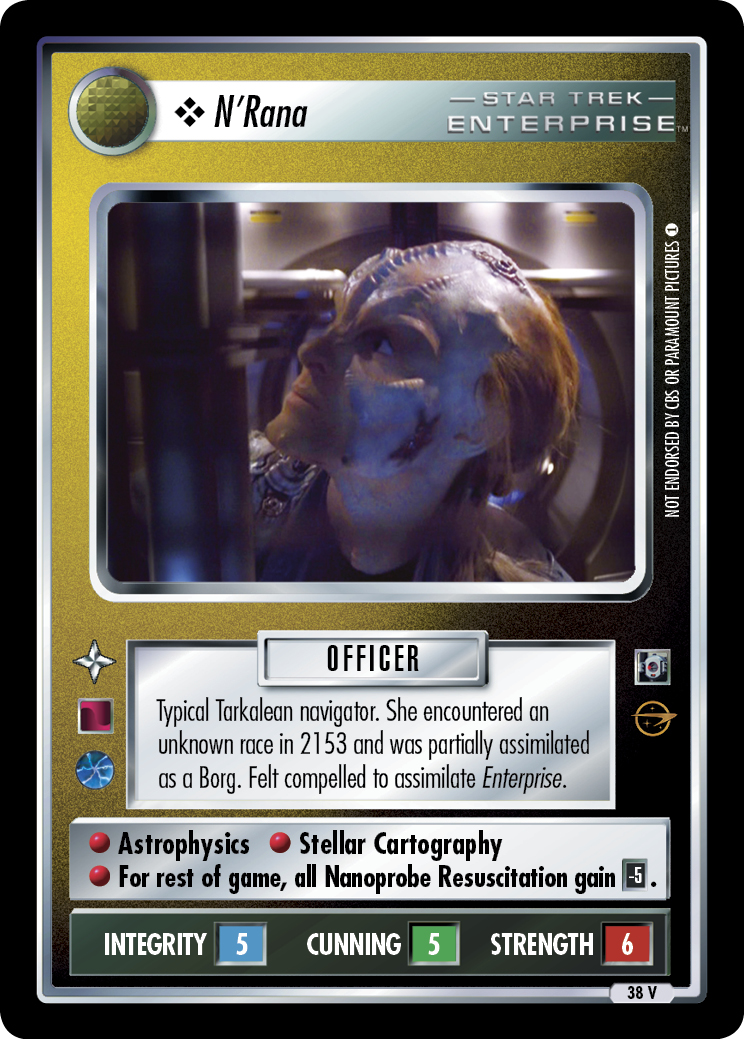 ❖ N'Rana
STAR TREK
ENTERPRISE™
NOT ENDORSED BY CBS OR PARAMOUNT PICTURES 1
OFFICER
Typical Tarkalean navigator. She encountered an
unknown race in 2153 and was partially assimilated
as a Borg. Felt compelled to assimilate Enterprise.
Astrophysics Stellar Cartography
For rest of game, all Nanoprobe Resuscitation gain -5.
INTEGRITY 5 CUNNING 5 STRENGTH 6
38 V